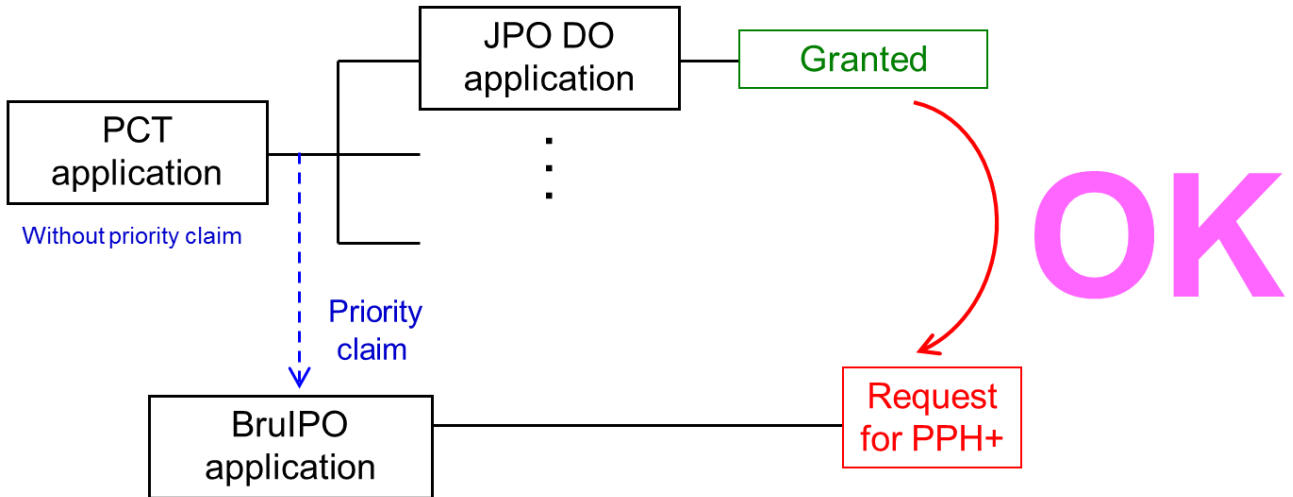 JPO DO
application
Granted
PCT
application
Without priority claim
OK
Priority
claim
BruIPO
application
Request
for PPH+